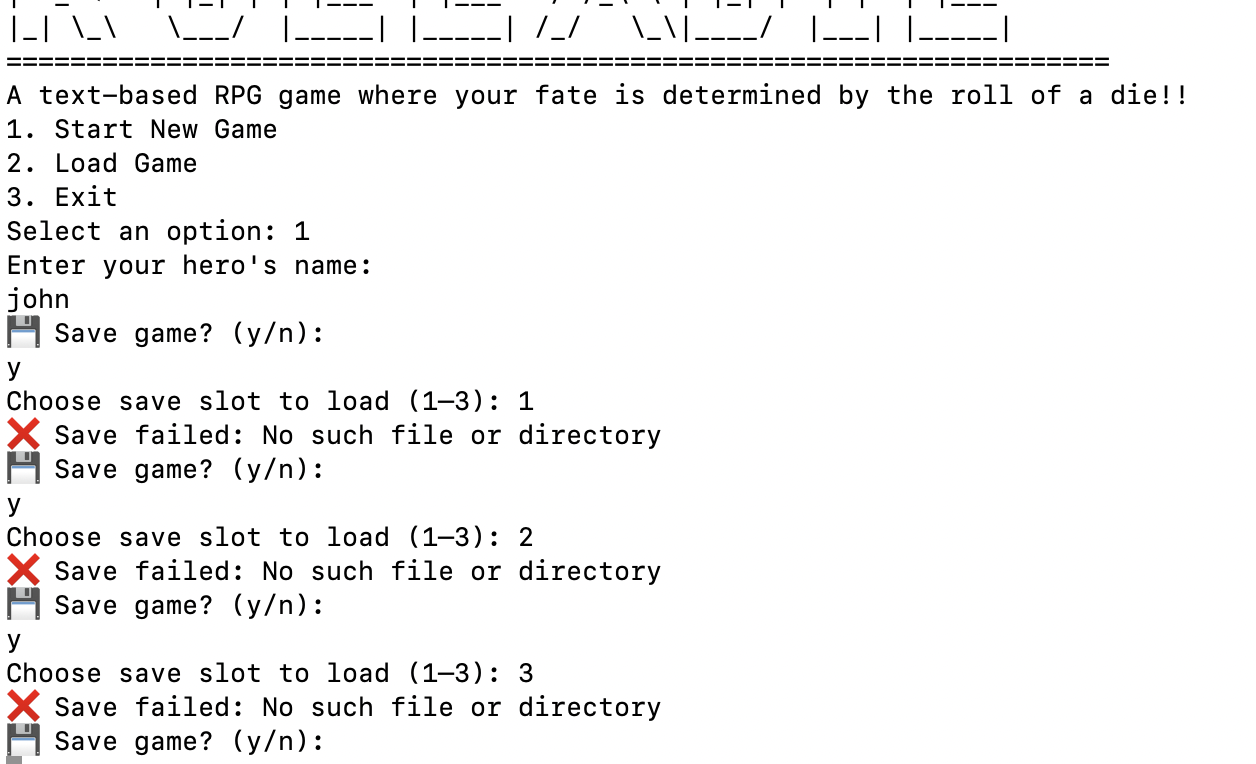 |_| \_\   \___/  |_____| |_____| /_/   \_\|____/  |___| |_____|
=====================================================================
A text-based RPG game where your fate is determined by the roll of a die!!
1. Start New Game
2. Load Game
3. Exit
Select an option: 1
Enter your hero's name:
john
💾 Save game? (y/n):
y
Choose save slot to load (1–3): 1
❌ Save failed: No such file or directory
💾 Save game? (y/n):
y
Choose save slot to load (1–3): 2
❌ Save failed: No such file or directory
💾 Save game? (y/n):
y
Choose save slot to load (1–3): 3
❌ Save failed: No such file or directory
💾 Save game? (y/n):